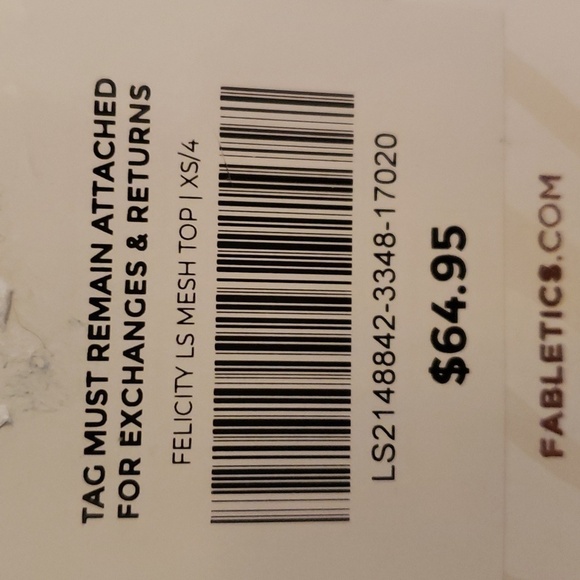 TAG MUST REMAIN ATTACHED
FOR EXCHANGES & RETURNS
FELICITY LS MESH TOP | XS/4
LS2148842-3348-17020
$64.95
FABLETICS.COM